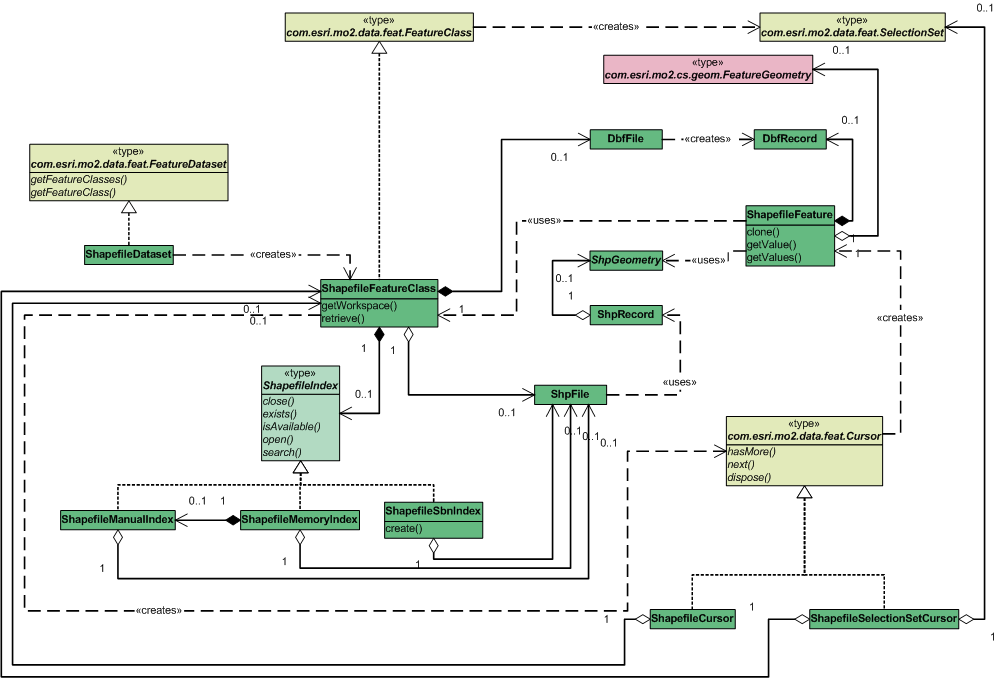 «type»
com.esri.mo2.data.feat.FeatureClass
«creates»
«type»
com.esri.mo2.data.feat.SelectionSet
0..1
«type»
com.esri.mo2.cs.geom.FeatureGeometry
0..1
DbfFile
0..1
«creates»
DbfRecord
0..1
«type»
com.esri.mo2.data.feat.FeatureDataset
getFeatureClasses()
getFeatureClass()
ShapefileDataset
«creates»
«uses»
ShapefileFeature
clone()
getValue()
getValues()
1
1
ShpGeometry
«uses»
0..1
1
ShpRecord
ShapefileFeatureClass
getWorkspace()
retrieve()
0..1
0..1
1
1
1
«creates»
«uses»
«type»
ShapefileIndex
close()
exists()
isAvailable()
open()
search()
0..1
ShpFile
0..1
0..1
0..1
0..1
«type»
com.esri.mo2.data.feat.Cursor
hasMore()
next()
dispose()
ShapefileManualIndex
0..1
1
ShapefileMemoryIndex
ShapefileSbnIndex
create()
1
1
1
«creates»
1
ShapefileCursor
1
ShapefileSelectionSetCursor
1